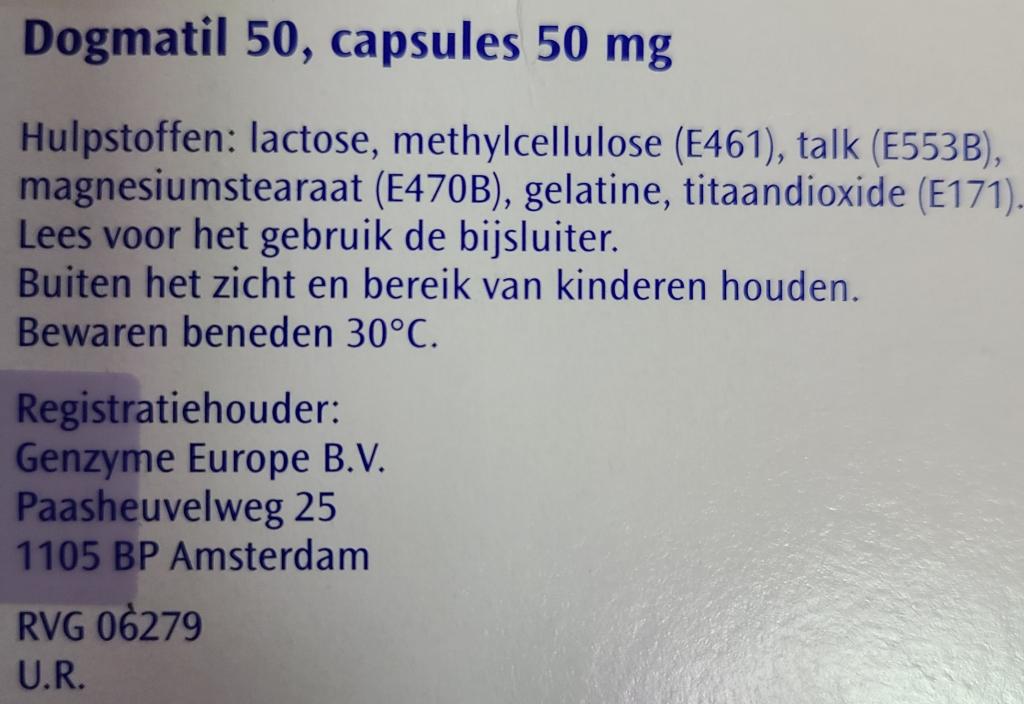 Dogmatil 50, capsules 50 mg
Hulpstoffen: lactose, methylcellulose (E461), talk (E553B),
magnesiumstearaat (E470B), gelatine, titaandioxide (E171).
Lees voor het gebruik de bijsluiter.
Buiten het zicht en bereik van kinderen houden.
Bewaren beneden 30°C.
Registratiehouder:
Genzyme Europe B.V.
Paasheuvelweg 25
1105 BP Amsterdam
RVG 06279
U.R.